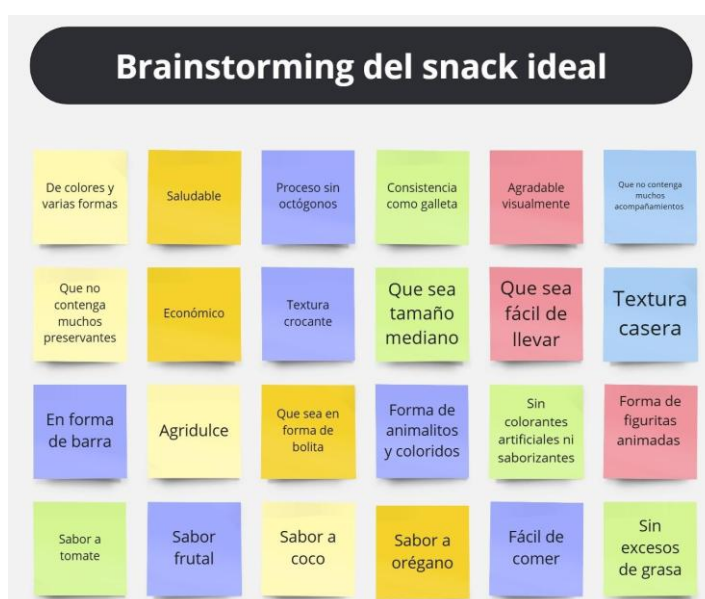 Brainstorming del snack ideal
De colores y
varias formas
Saludable
Proceso sin
octógonos
Consistencia
como galleta
Agradable
visualmente
Que no contenga
muchos
acompañamientos
Que no
contenga
muchos
preservantes
Económico
Textura
crocante
Que sea
tamaño
mediano
Que sea
fácil de
llevar
Textura
casera
En forma
de barra
Agridulce
Que sea en
forma de
bolita
Forma de
animalitos
y coloridos
Sin
colorantes
artificiales ni
saborizantes
Forma de
figuritas
animadas
Sabor a
tomate
Sabor
frutal
Sabor a
coco
Sabor a
orégano
Fácil de
comer
Sin
excesos
de grasa